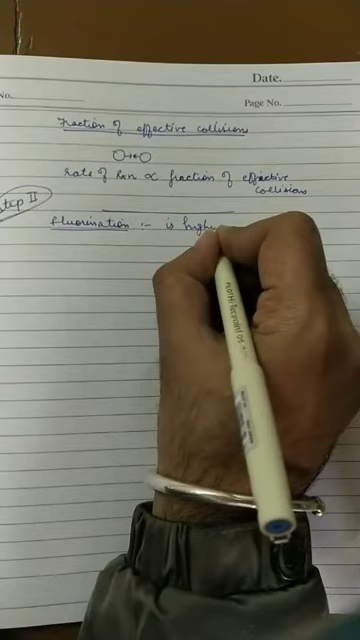 Date.
No.
Page No.
Fraction of effective collision
rate of Rxn ∝ fraction of effective
collision
Step II
Fluorination :- is high